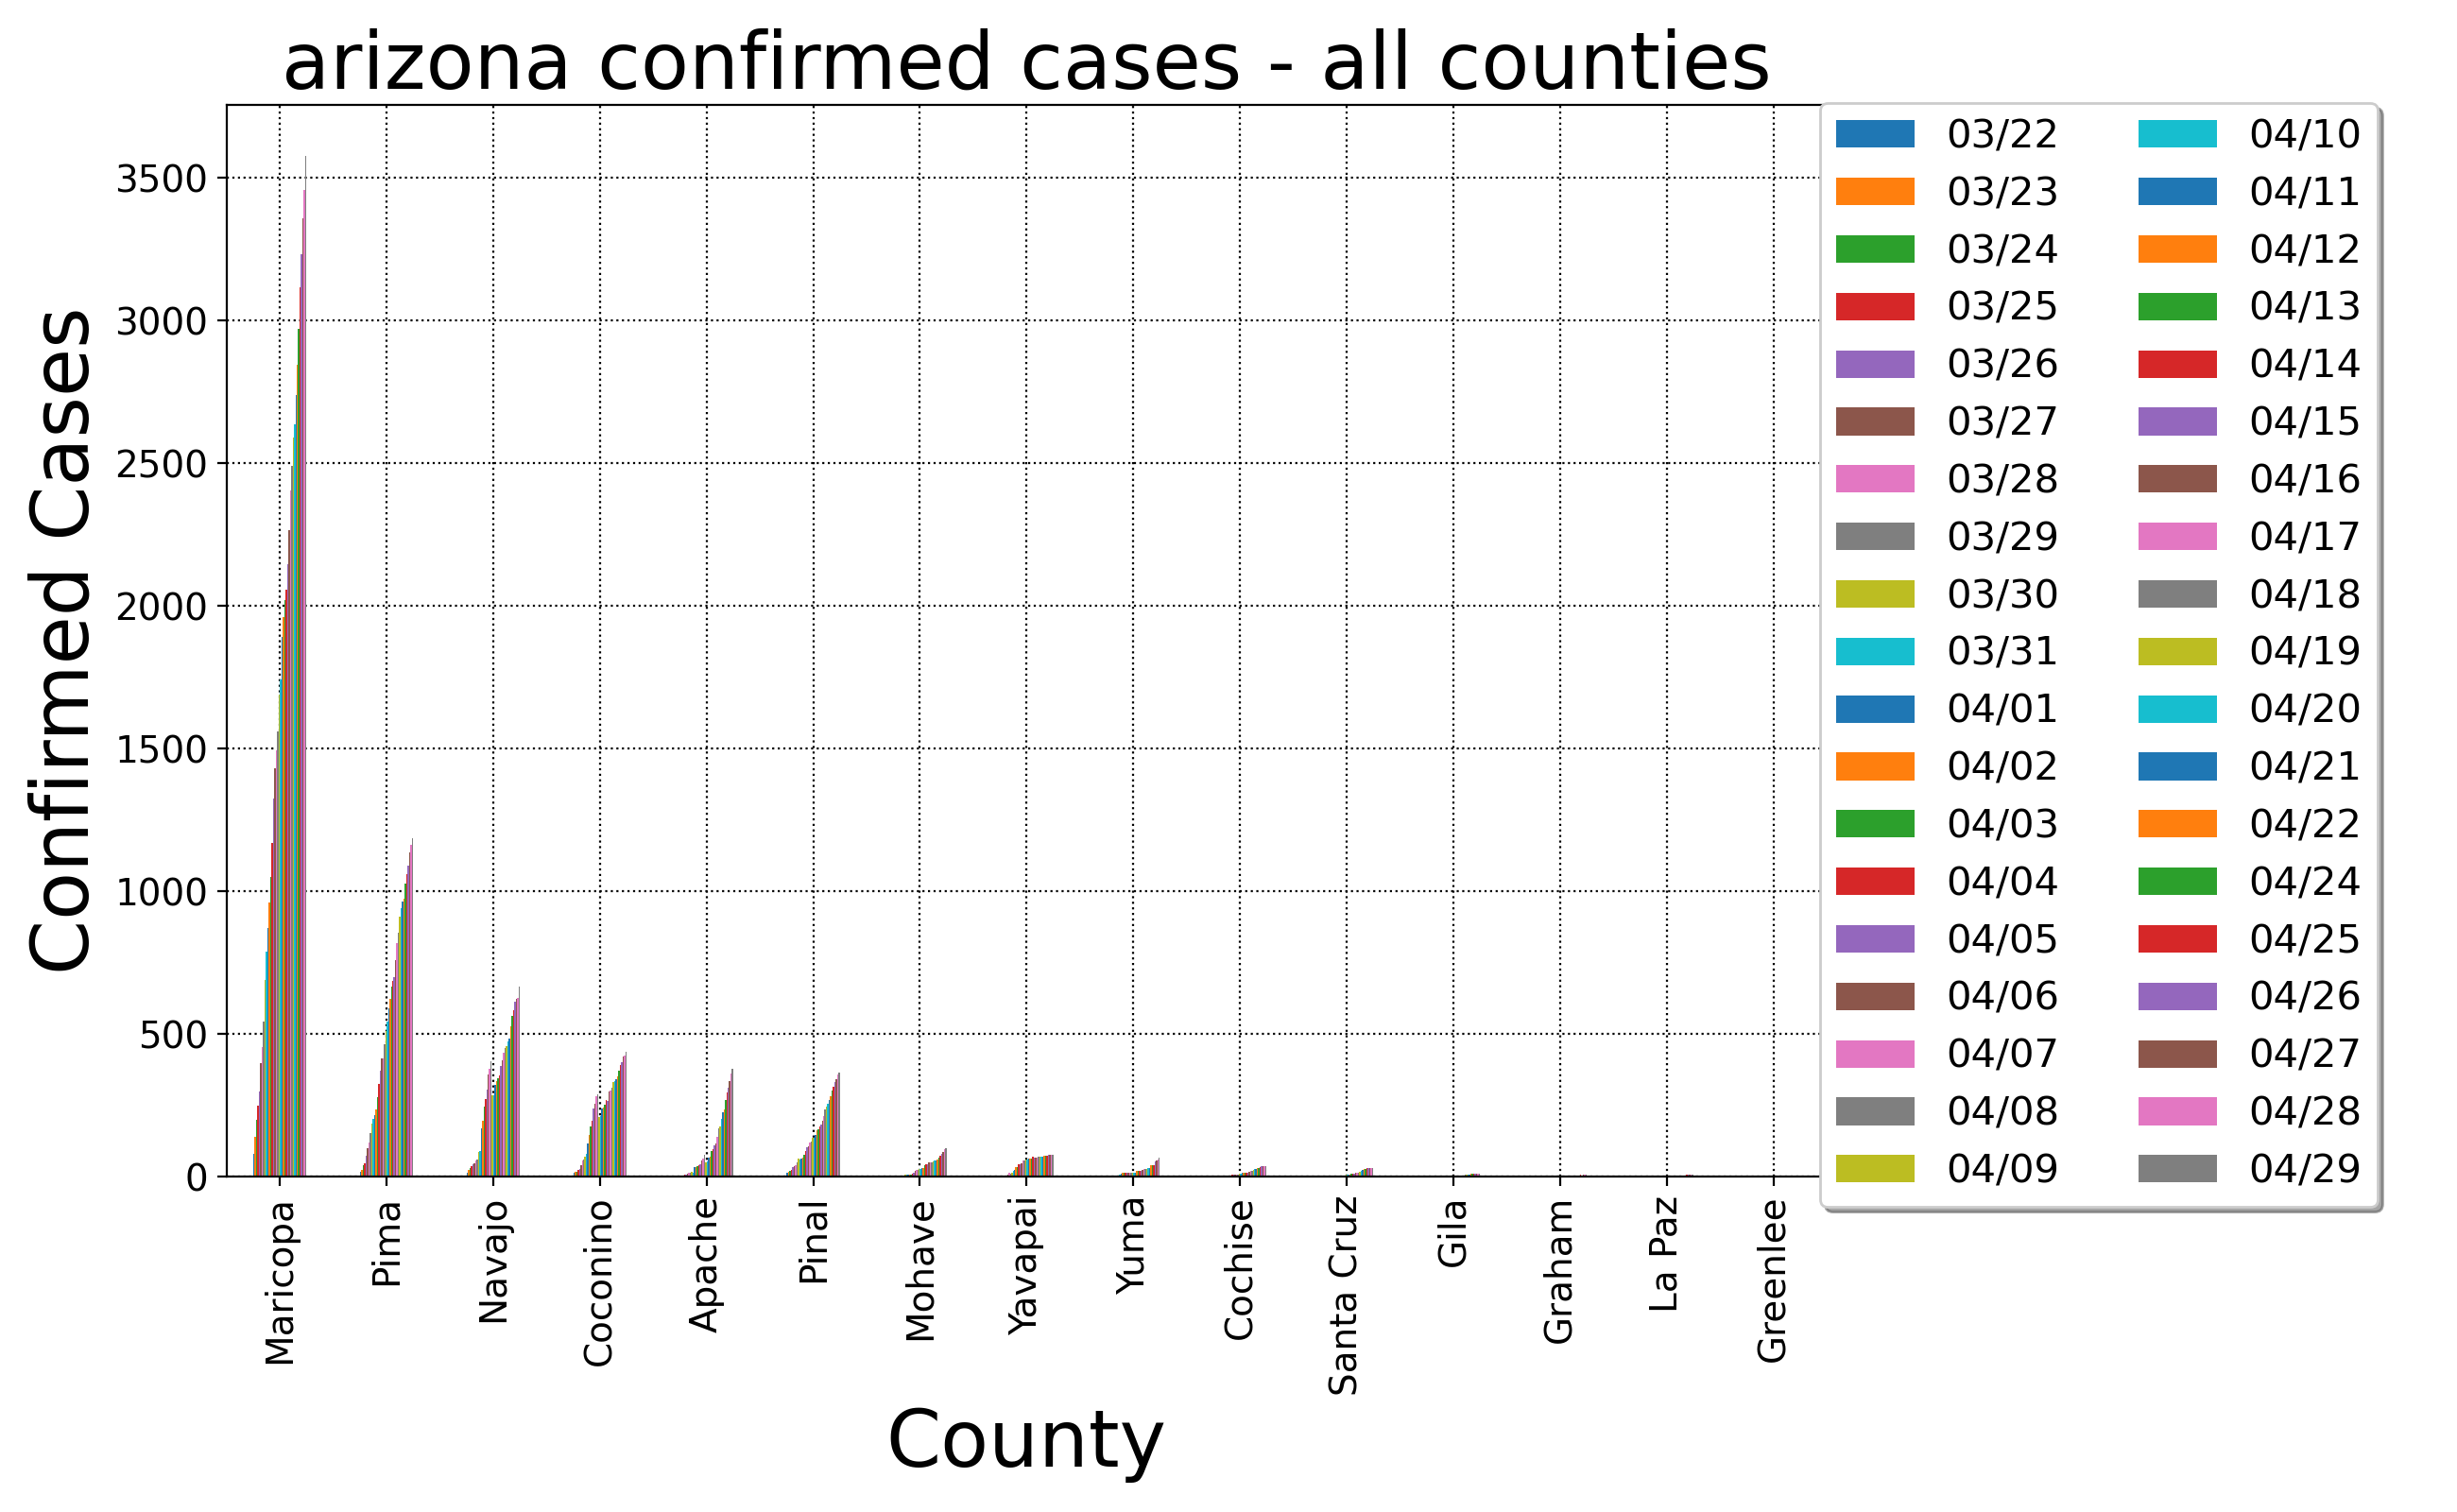 arizona confirmed cases - all counties
Confirmed Cases
3500
3000
2500
2000
1500
1000
500
0
Maricopa
Pima
Navajo
Coconino
Apache
Pinal
Mohave
Yavapai
Yuma
Cochise
Santa Cruz
Gila
Graham
La Paz
Greenlee
County
03/22
03/23
03/24
03/25
03/26
03/27
03/28
03/29
03/30
03/31
04/01
04/02
04/03
04/04
04/05
04/06
04/07
04/08
04/09
04/10
04/11
04/12
04/13
04/14
04/15
04/16
04/17
04/18
04/19
04/20
04/21
04/22
04/24
04/25
04/26
04/27
04/28
04/29